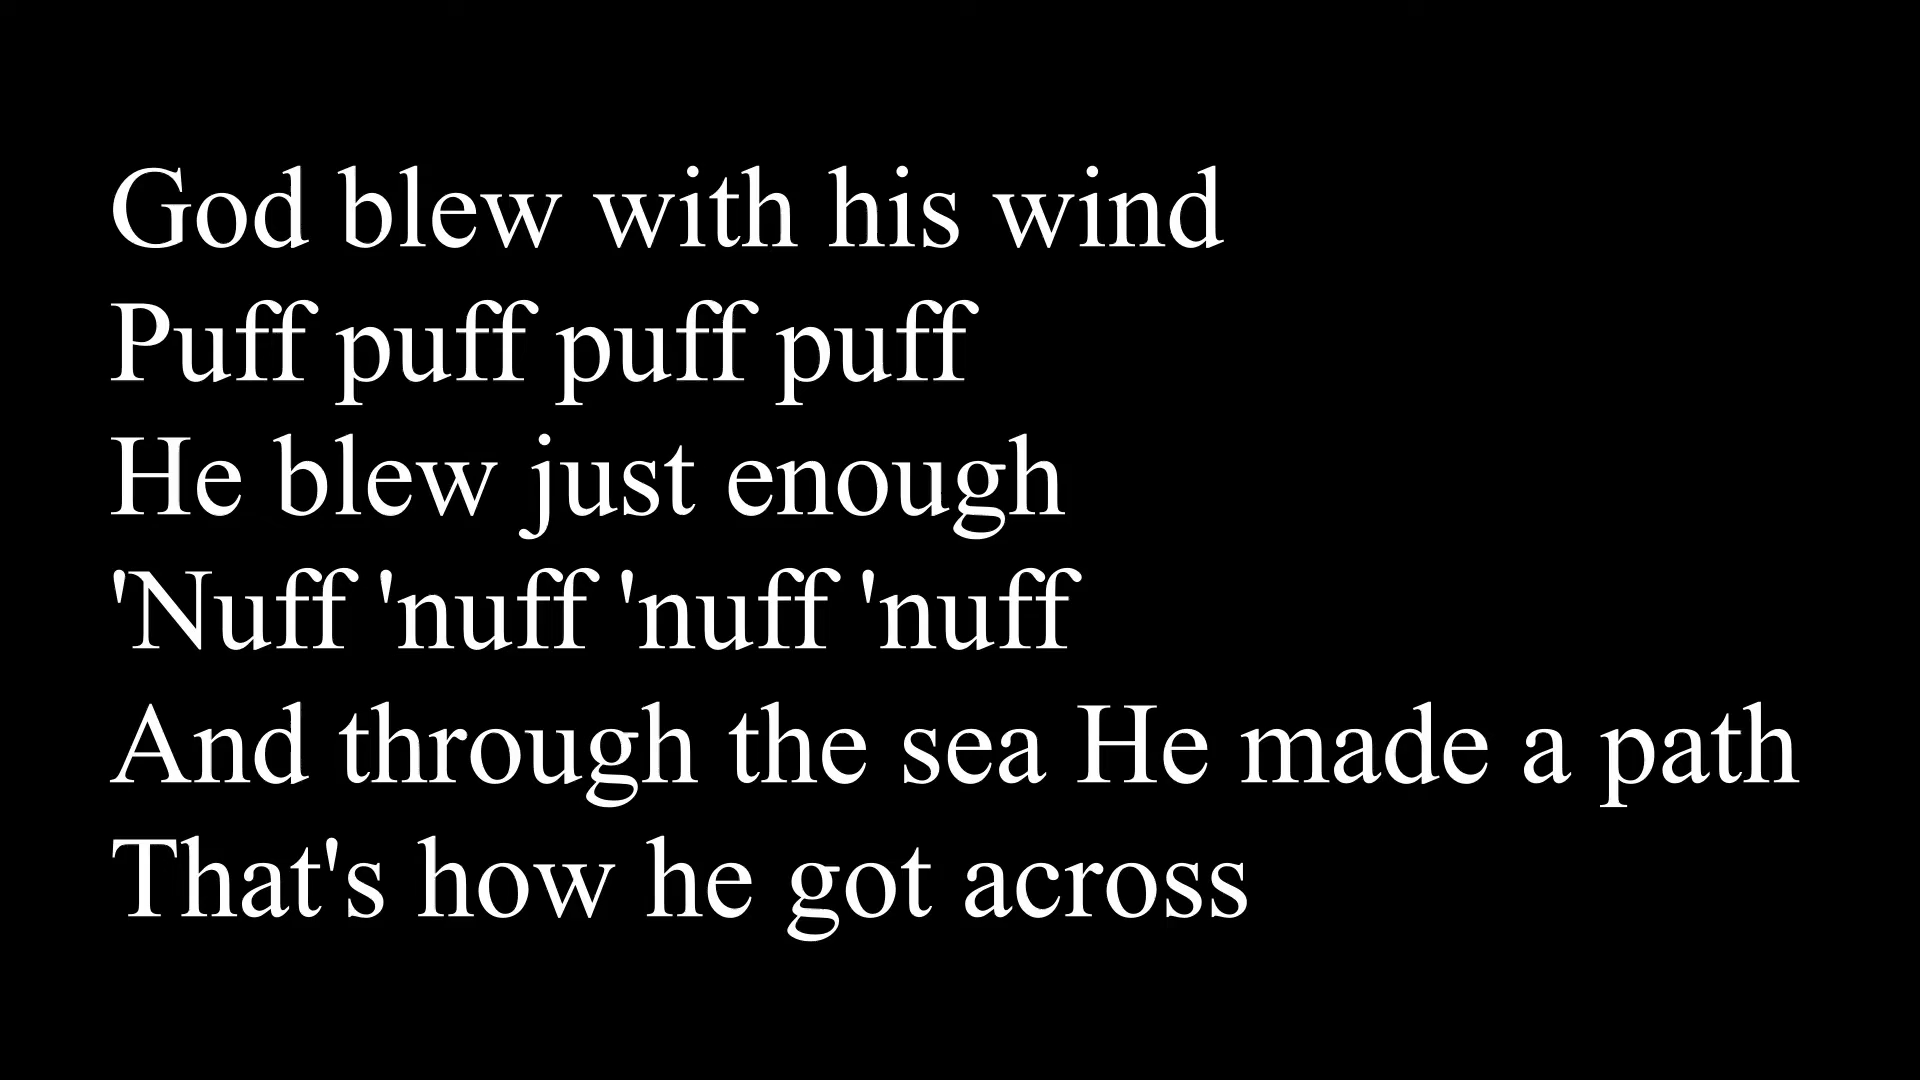 God blew with his wind
Puff puff puff puff
He blew just enough
'Nuff 'nuff 'nuff 'nuff
And through the sea He made a path
That's how he got across